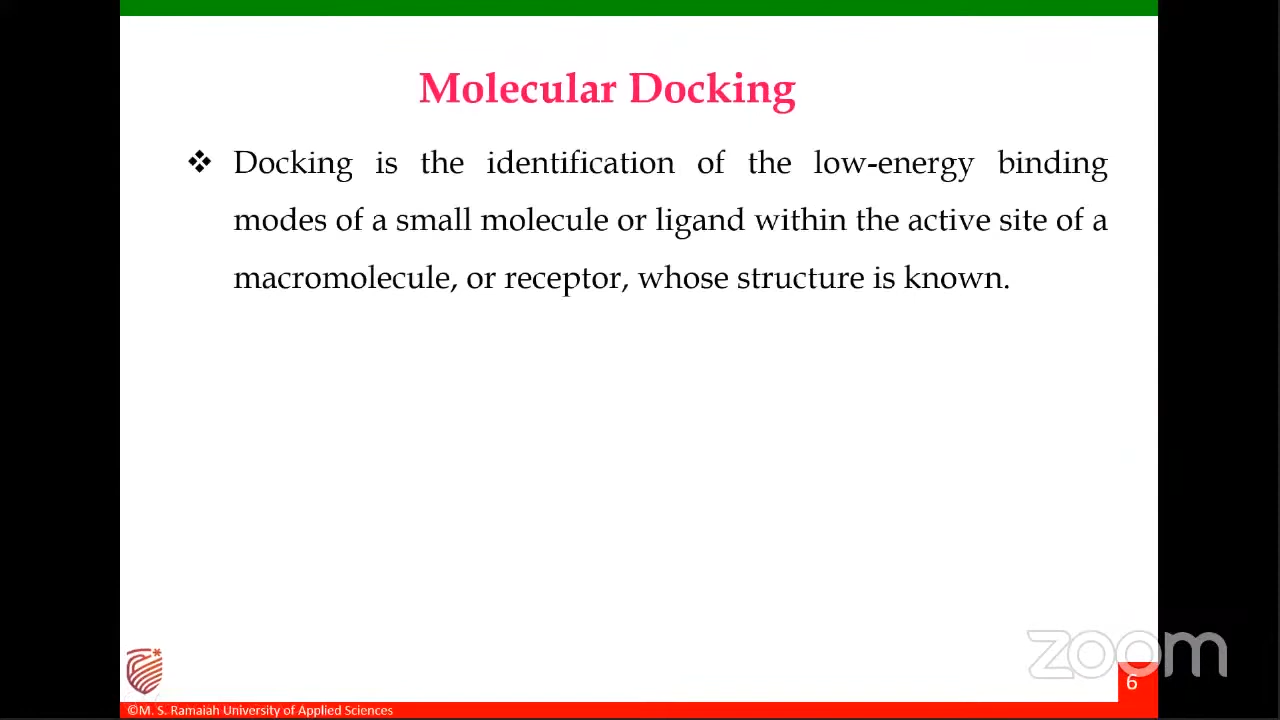 Molecular Docking
❖ Docking is the identification of the low-energy binding
modes of a small molecule or ligand within the active site of a
macromolecule, or receptor, whose structure is known.
zoom
6
©M. S. Ramaiah University of Applied Sciences